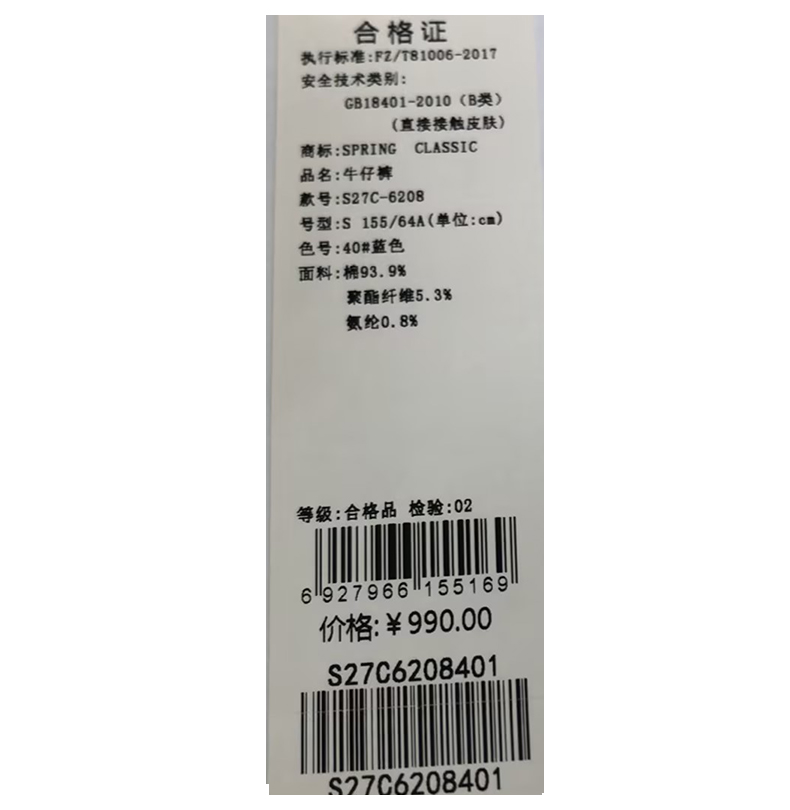 合格证
执行标准:FZ/T81006-2017
安全技术类别:
GB18401-2010（B类）
(直接接触皮肤)
商标:SPRING CLASSIC
品名:牛仔裤
款号:S27C-6208
号型:S 155/64A(单位:cm)
色号:40#蓝色
面料:棉93.9%
聚酯纤维5.3%
氨纶0.8%
等级:合格品 检验:02
6 927966 155169
价格:￥990.00
S27C6208401
S27C6208401